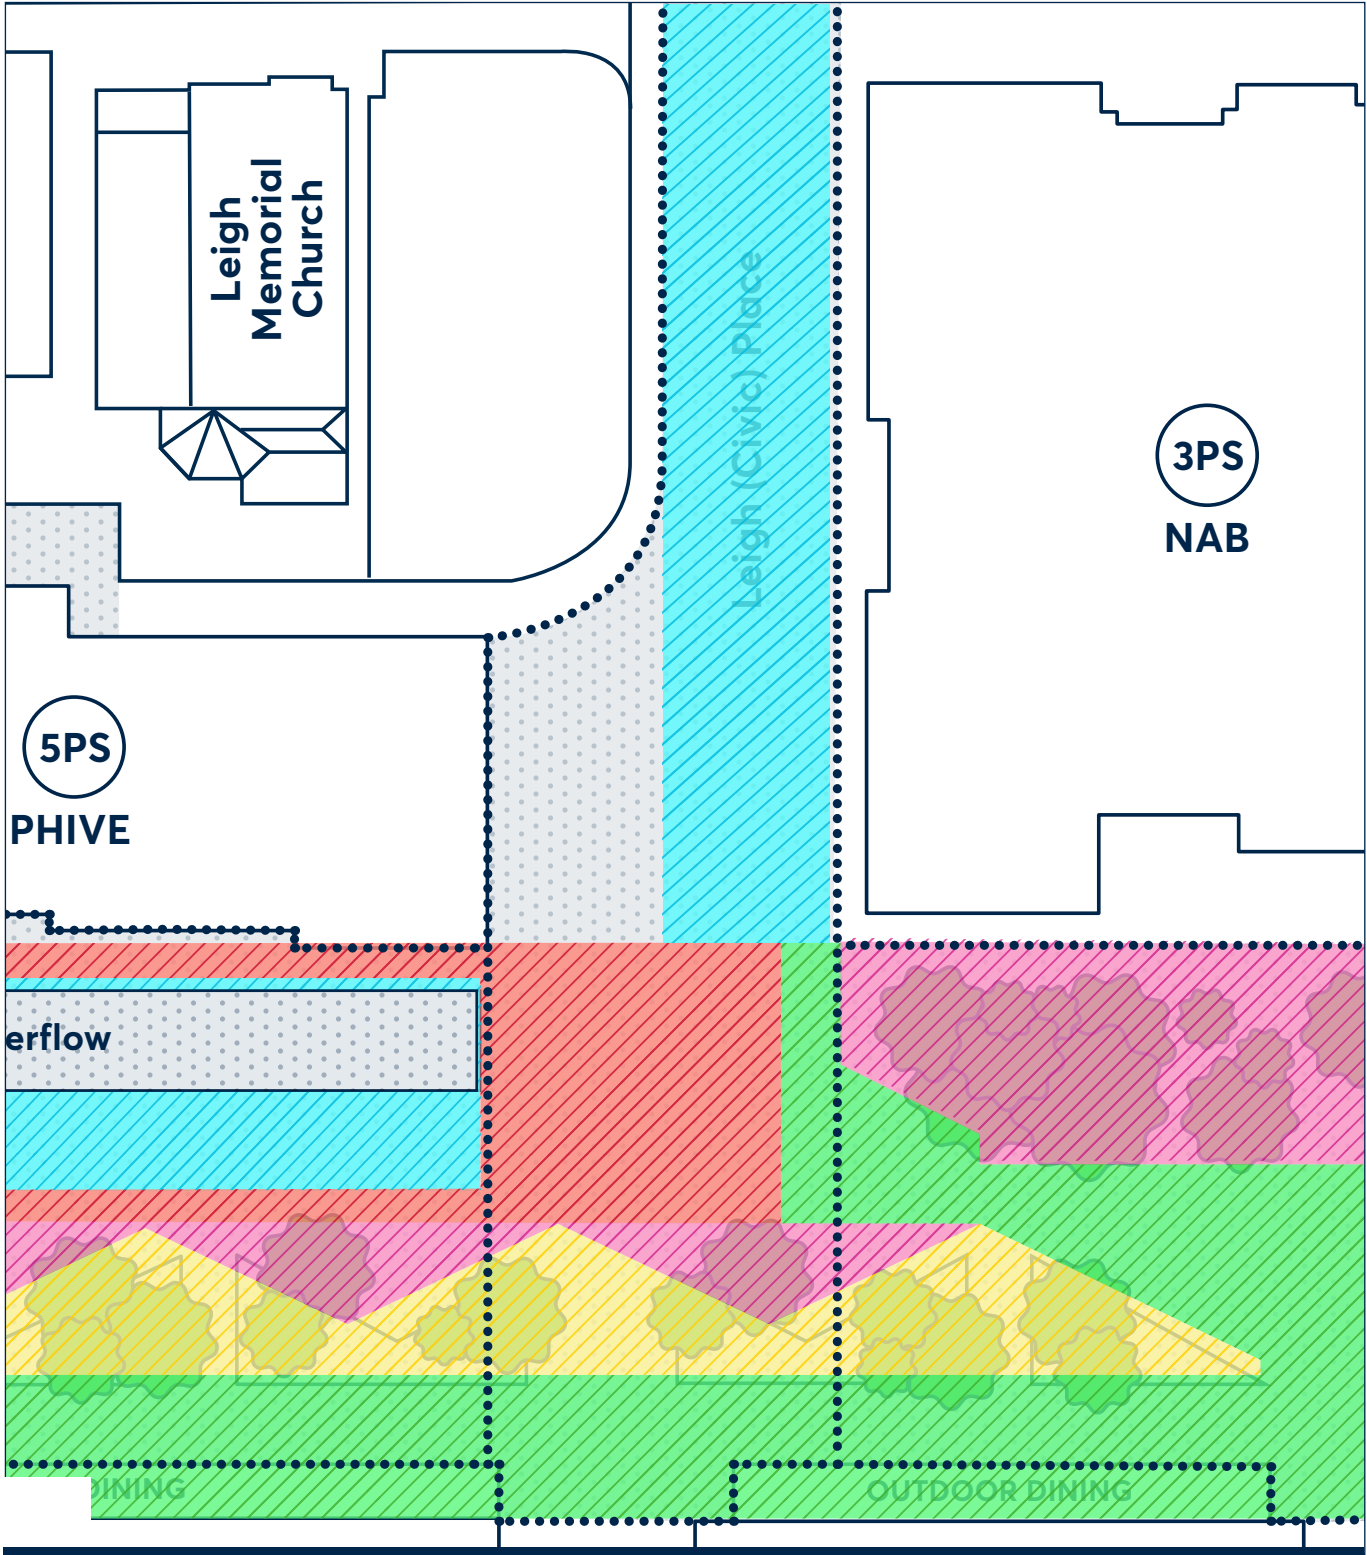 Leigh
Memorial
Church
Leigh (Civic) Place
3PS
NAB
5PS
PHIVE
erflow
DINING
OUTDOOR DINING